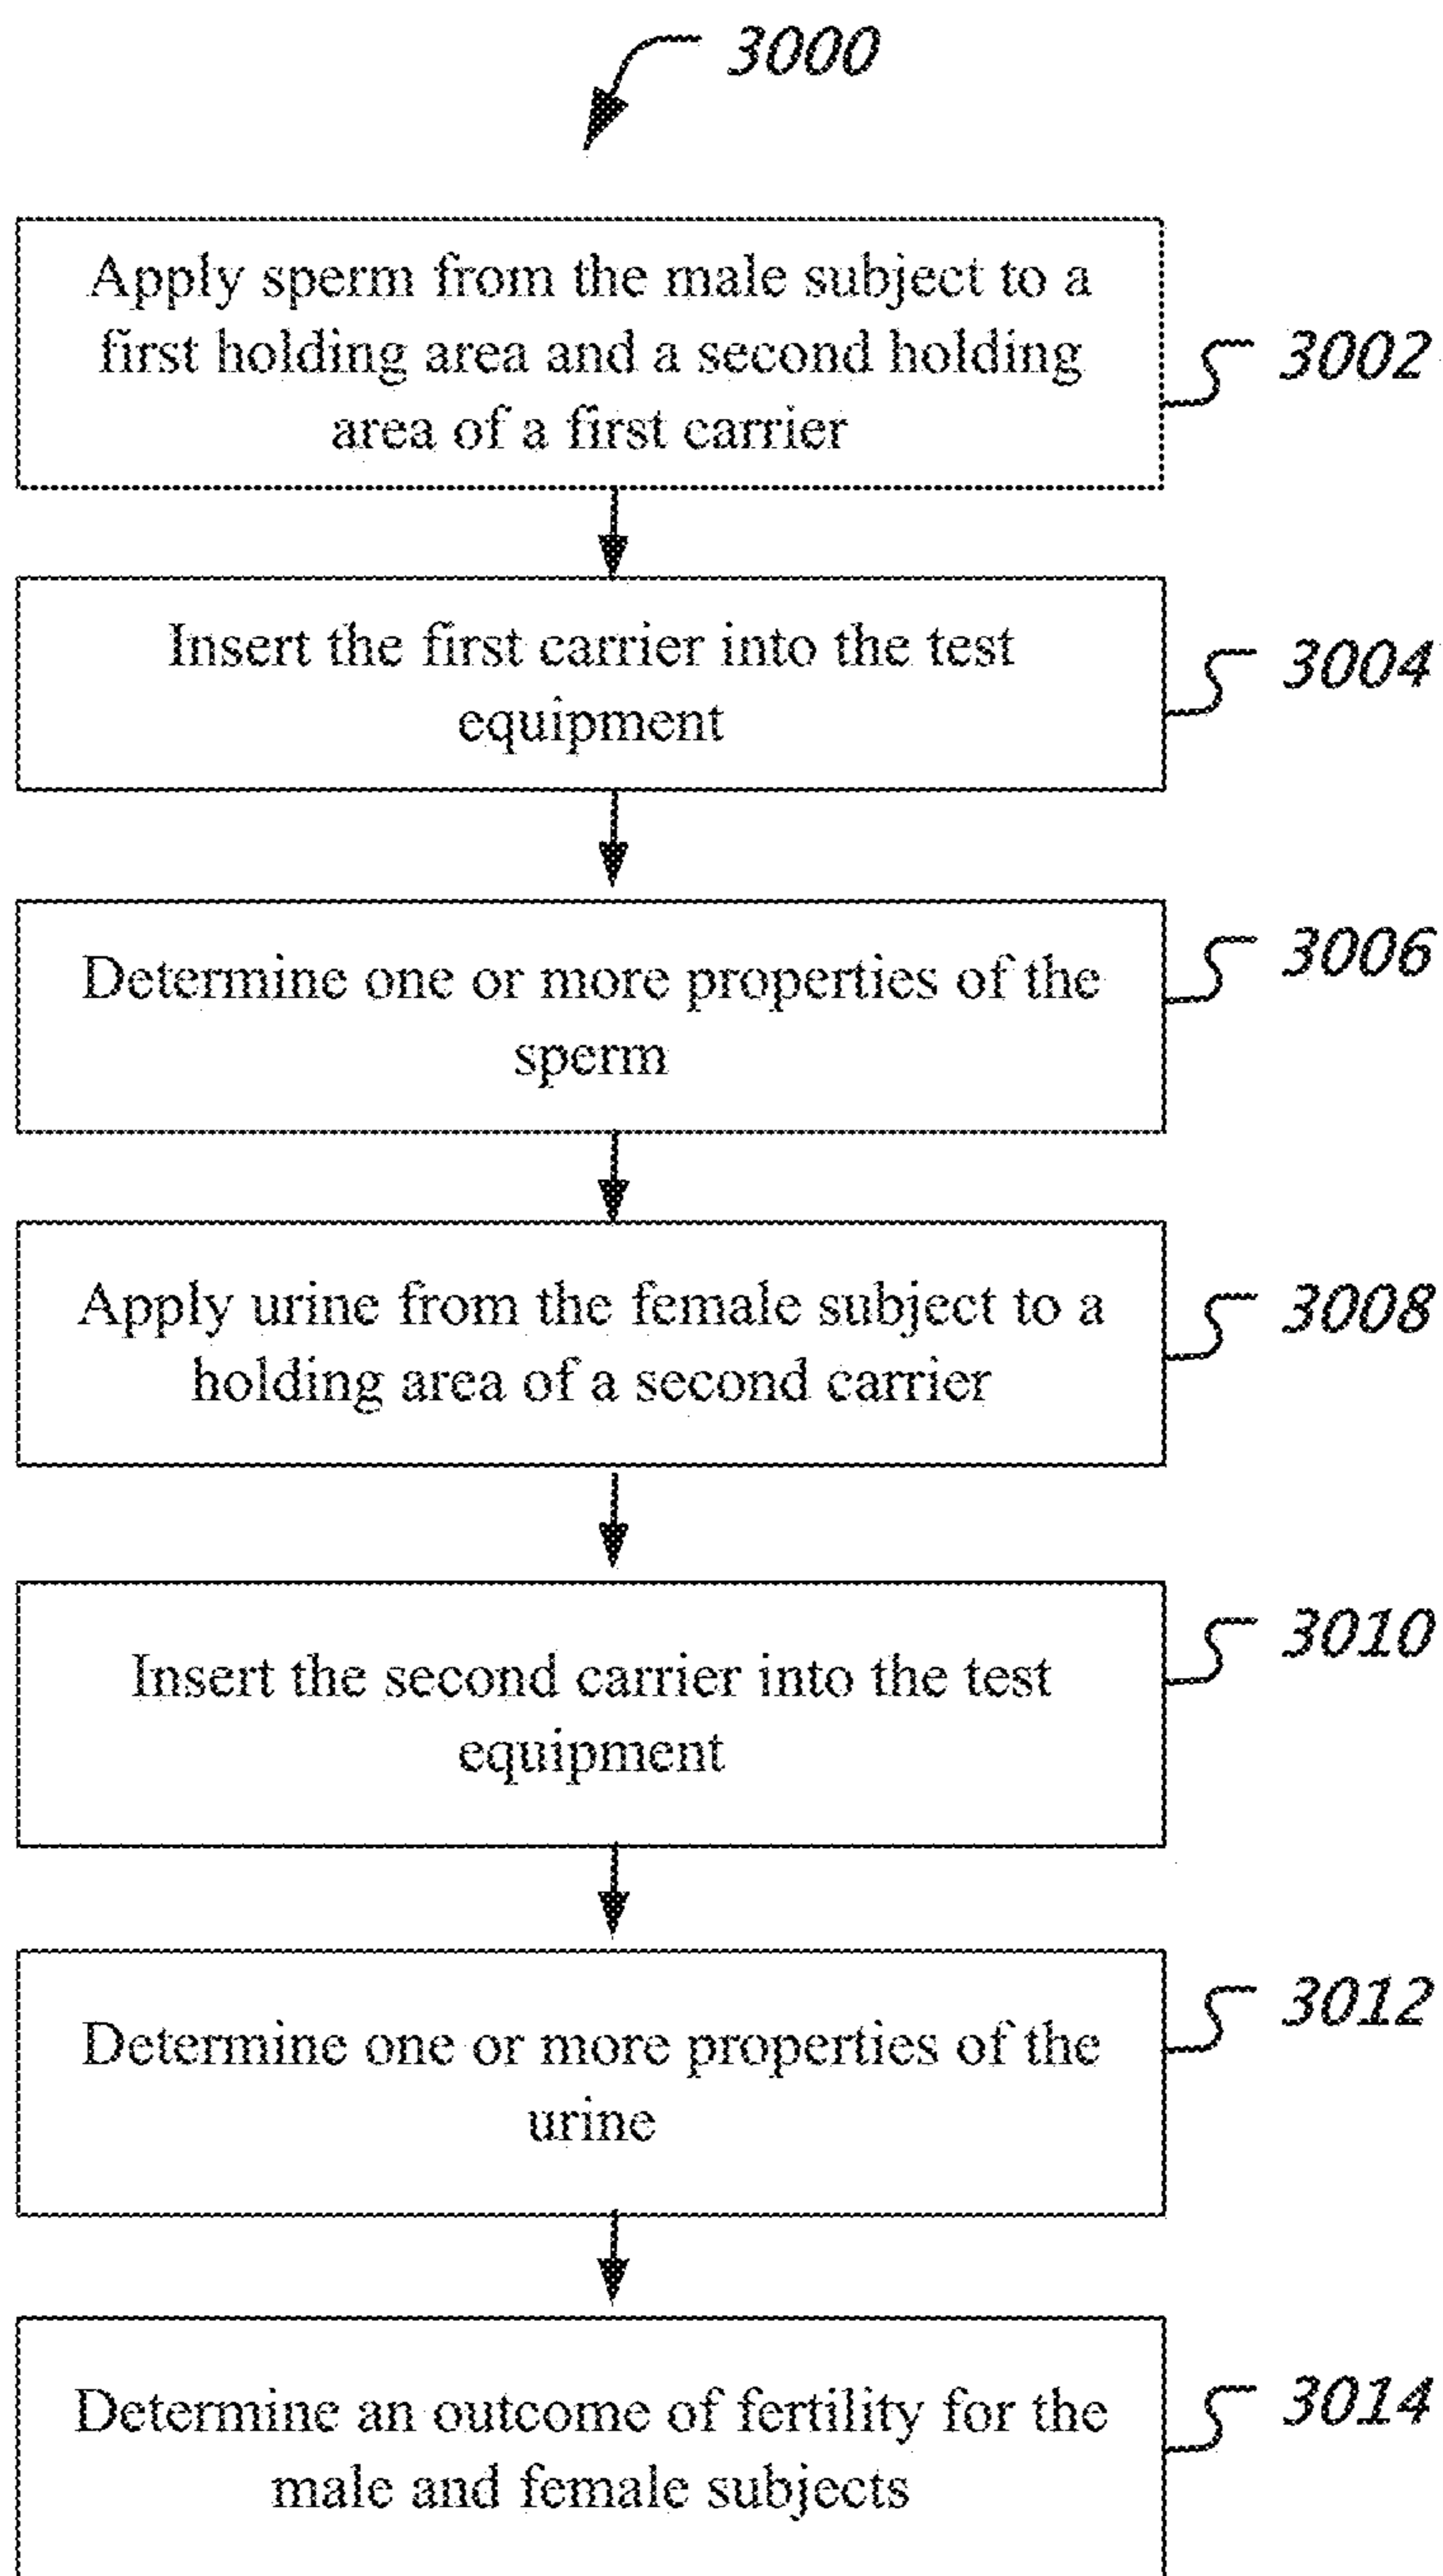 3000
Apply sperm from the male subject to a
first holding area and a second holding
area of a first carrier
3002
Insert the first carrier into the test
equipment
3004
Determine one or more properties of the
sperm
3006
Apply urine from the female subject to a
holding area of a second carrier
3008
Insert the second carrier into the test
equipment
3010
Determine one or more properties of the
urine
3012
Determine an outcome of fertility for the
male and female subjects
3014